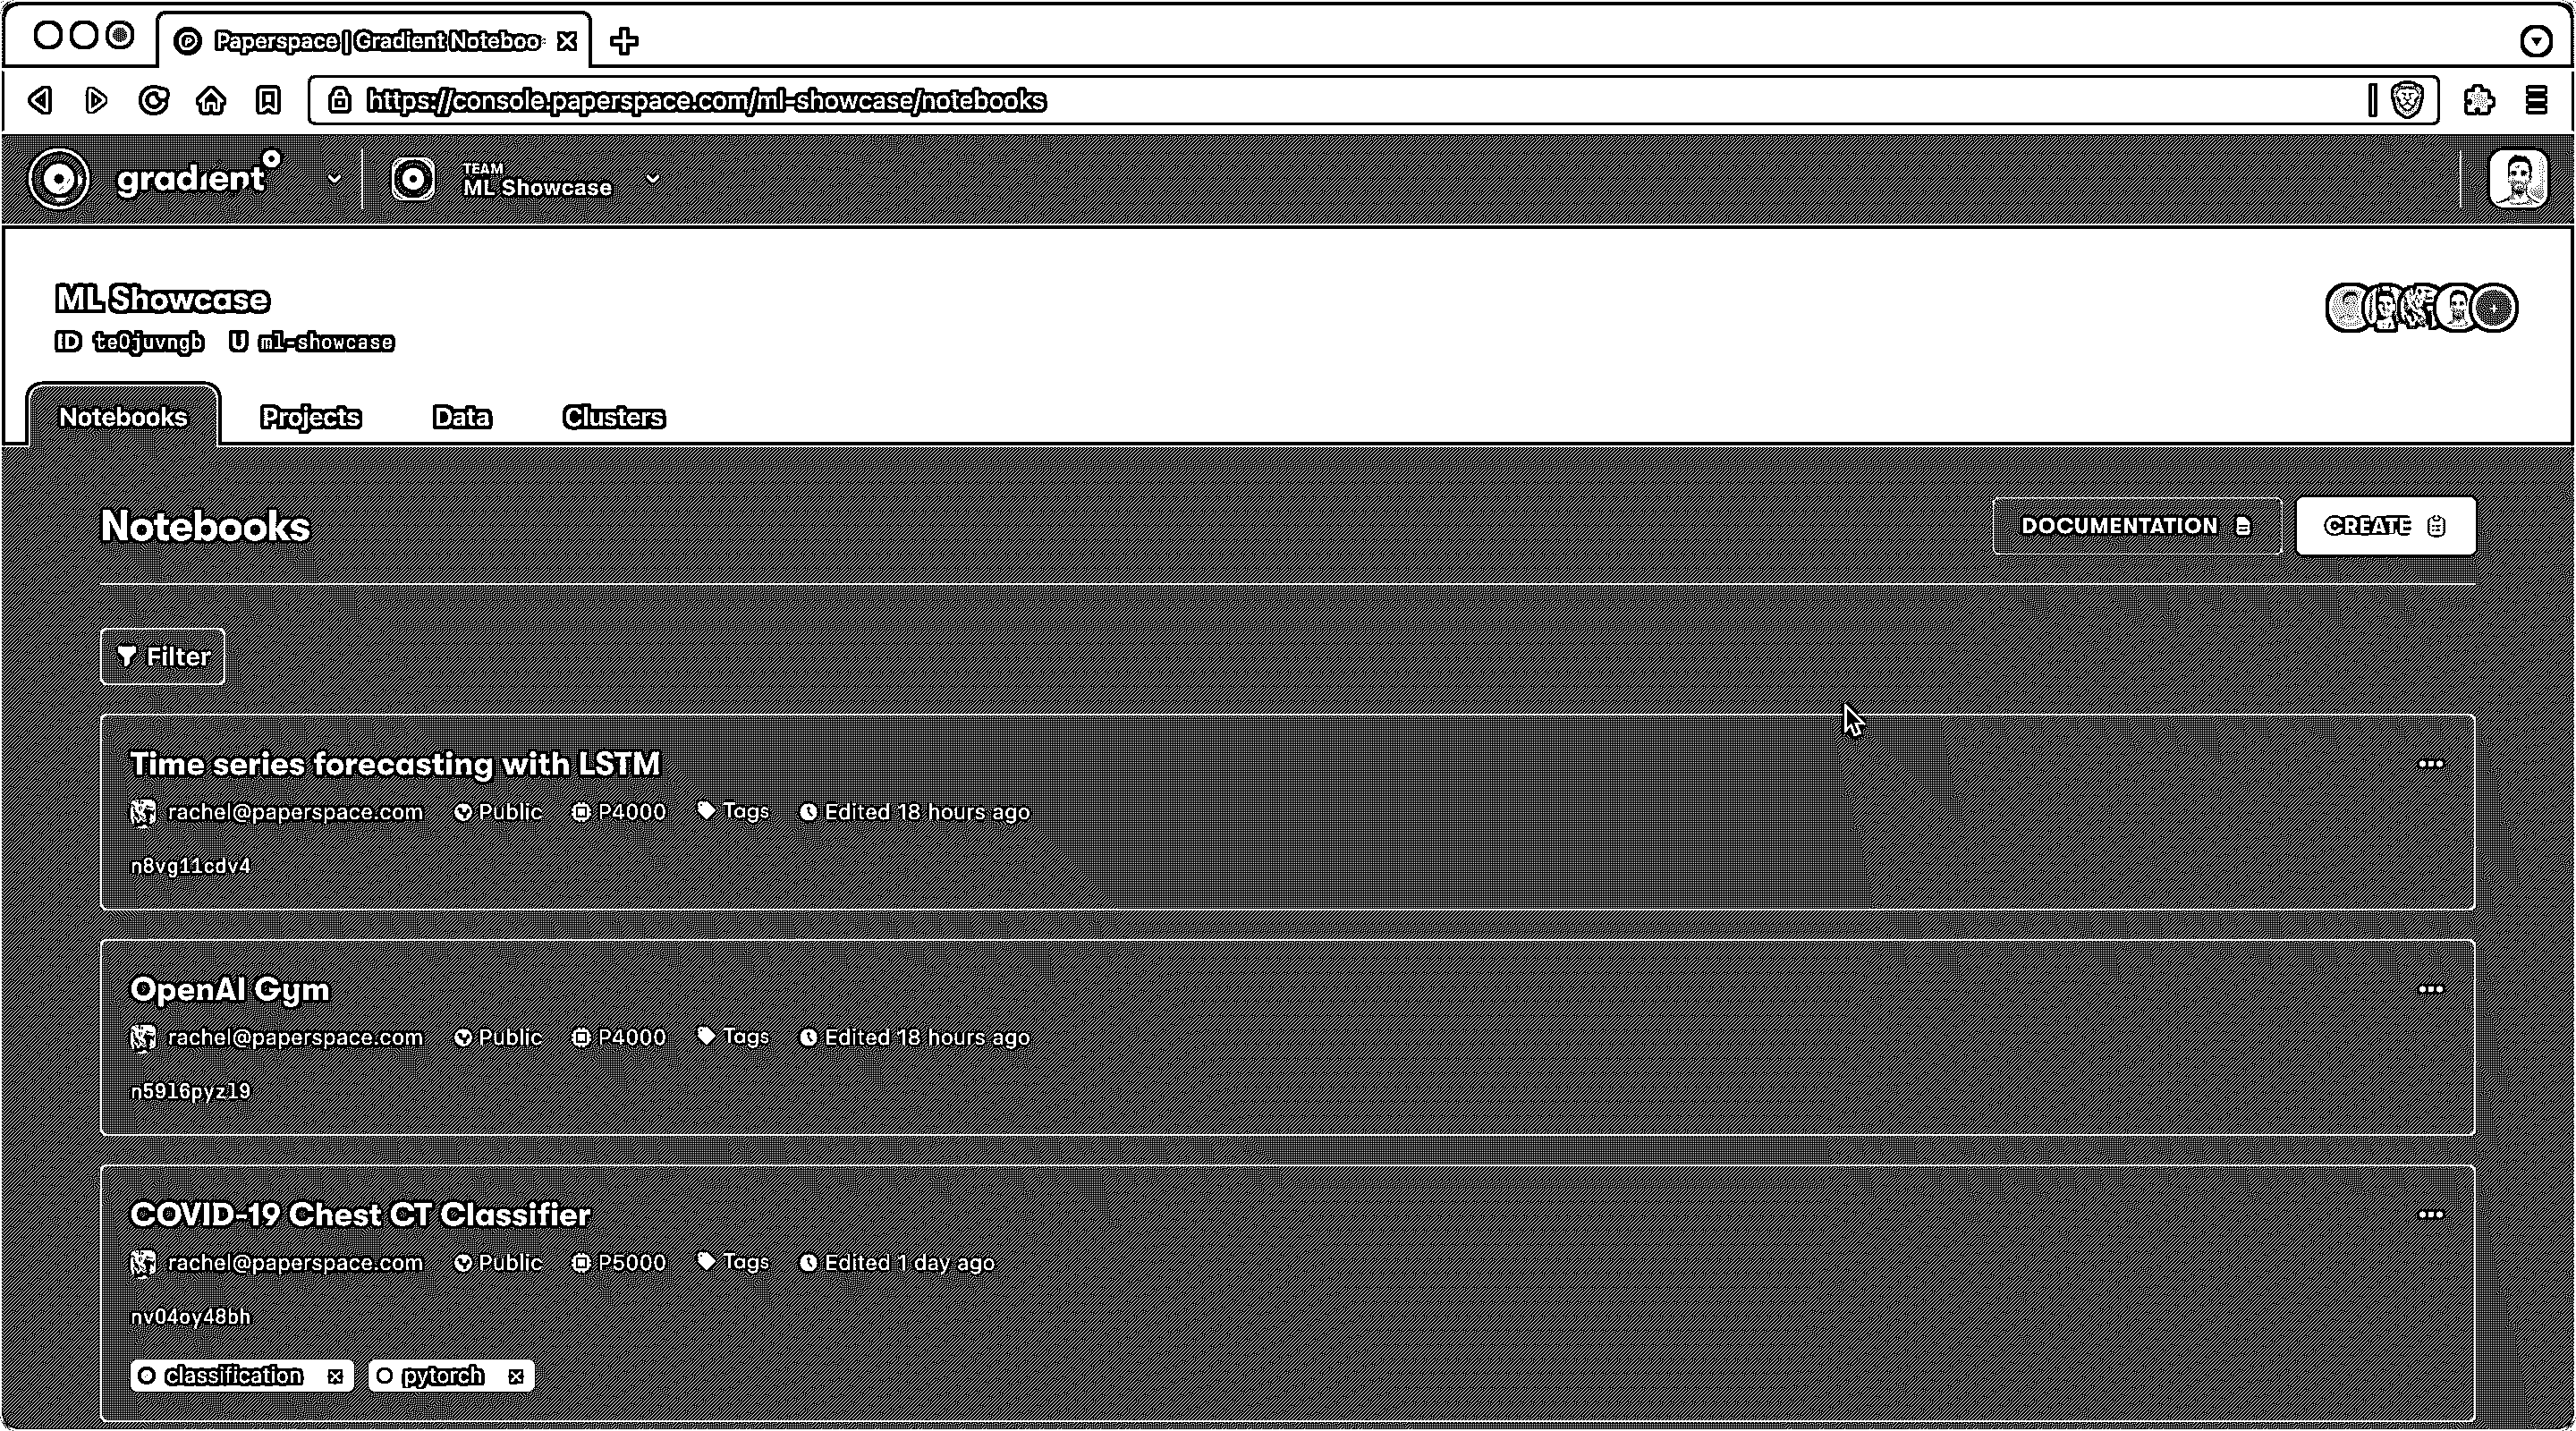 Paperspace | Gradient Noteboo
https://console.paperspace.com/ml-showcase/notebooks
gradient
TEAM
ML Showcase
ML Showcase
ID te0juvngb U ml-showcase
Notebooks Projects Data Clusters
Notebooks
DOCUMENTATION CREATE
Filter
Time series forecasting with LSTM
rachel@paperspace.com Public P4000 Tags Edited 18 hours ago
n8vg11cdv4
OpenAI Gym
rachel@paperspace.com Public P4000 Tags Edited 18 hours ago
n59l6pyzl9
COVID-19 Chest CT Classifier
rachel@paperspace.com Public P5000 Tags Edited 1 day ago
nv04oy48bh
classification pytorch